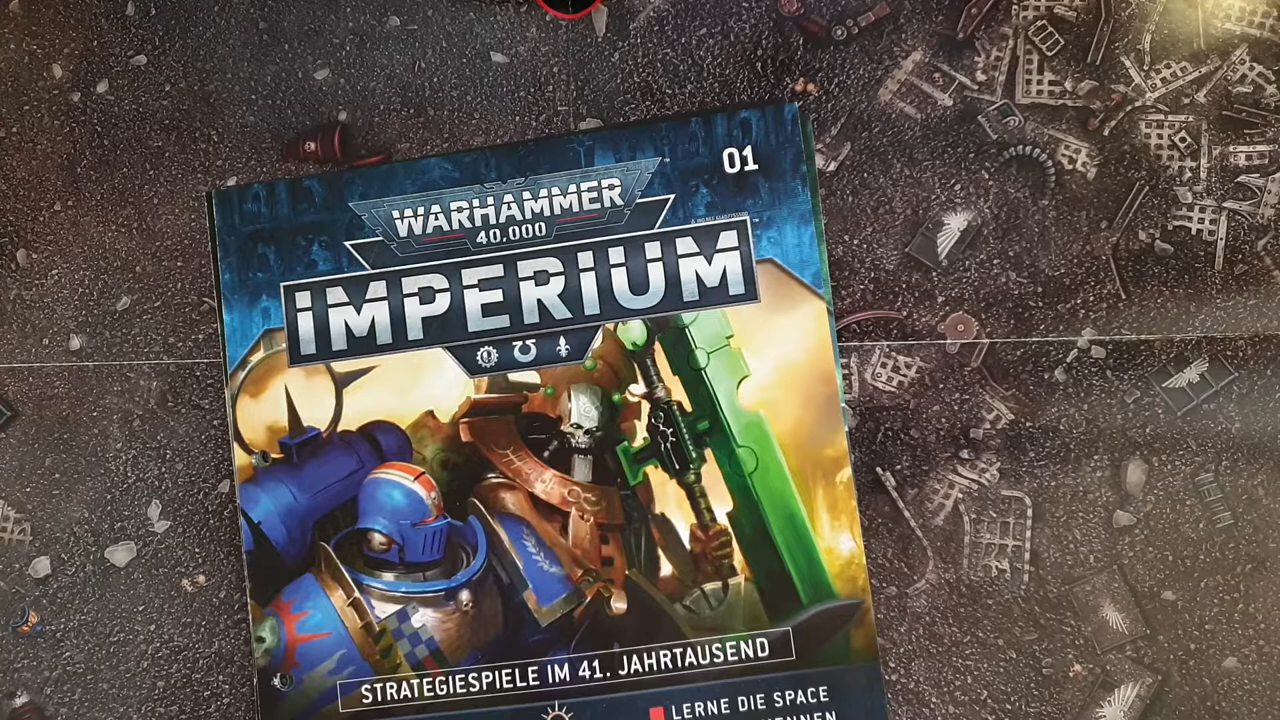 01
WARHAMMER
40,000
IMPERIUM
STRATEGIESPIELE IM 41. JAHRTAUSEND
LERNE DIE SPACE